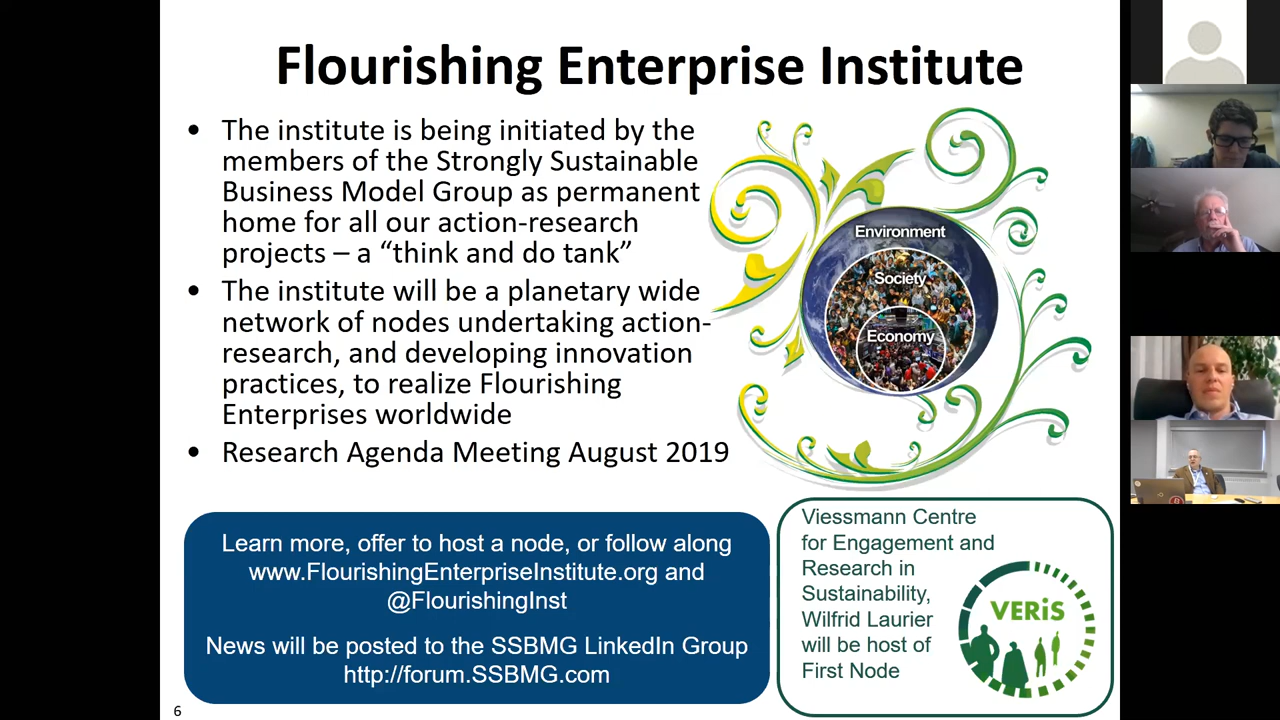 Flourishing Enterprise Institute
• The institute is being initiated by the
members of the Strongly Sustainable
Business Model Group as permanent
home for all our action-research
projects – a “think and do tank”
• The institute will be a planetary wide
network of nodes undertaking action-
research, and developing innovation
practices, to realize Flourishing
Enterprises worldwide
• Research Agenda Meeting August 2019
Environment
Society
Economy
Learn more, offer to host a node, or follow along
www.FlourishingEnterpriseInstitute.org and
@FlourishingInst
News will be posted to the SSBMG LinkedIn Group
http://forum.SSBMG.com
Viessmann Centre
for Engagement and
Research in
Sustainability,
Wilfrid Laurier
will be host of
First Node
VERiS
6